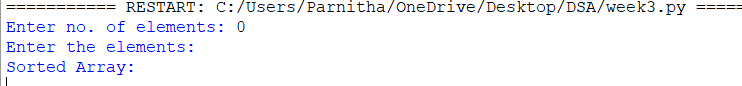 =========== RESTART: C:/Users/Parnitha/OneDrive/Desktop/DSA/week3.py =====
Enter no. of elements: 0
Enter the elements:
Sorted Array: